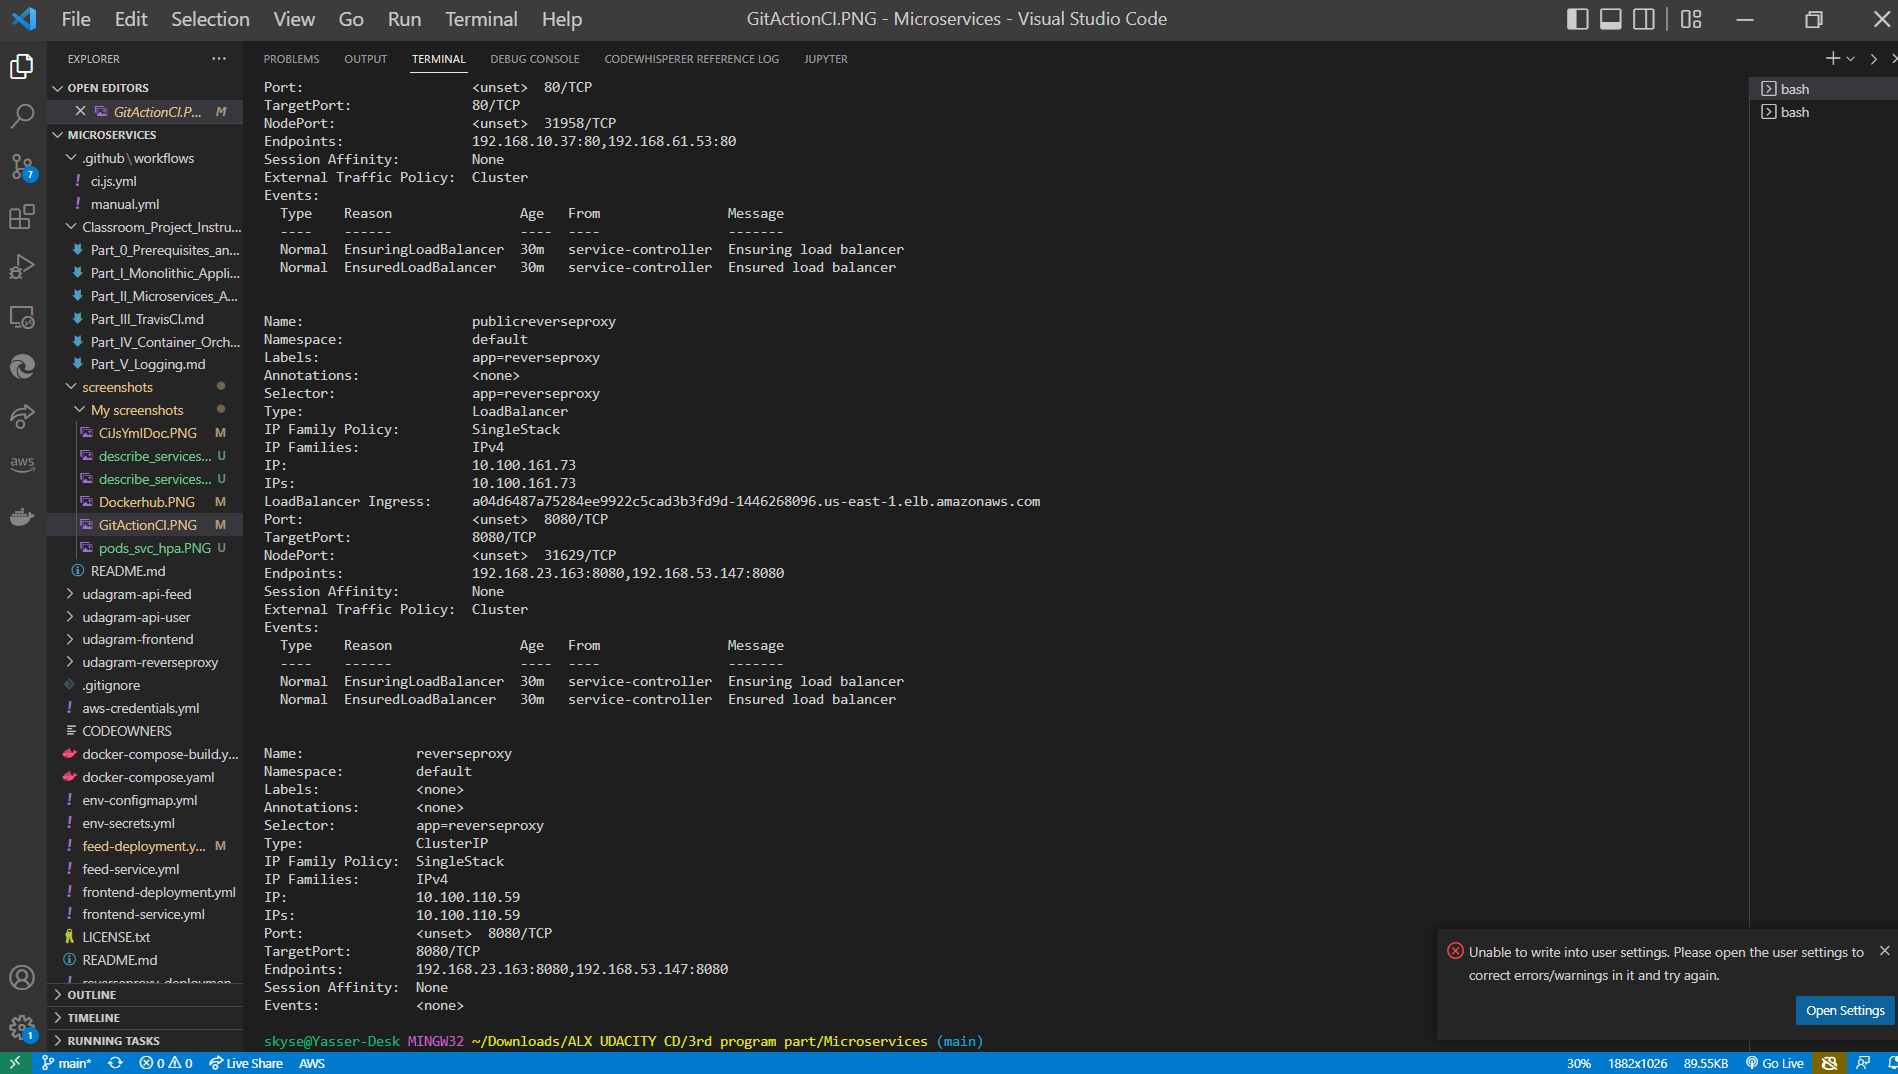 File Edit Selection View Go Run Terminal Help
GitActionCI.PNG - Microservices - Visual Studio Code
EXPLORER
OPEN EDITORS
GitActionCI.P... M
MICROSERVICES
.github\workflows
ci.js.yml
manual.yml
Classroom_Project_Instru...
Part_0_Prerequisites_an...
Part_I_Monolithic_Appli...
Part_II_Microservices_A...
Part_III_TravisCI.md
Part_IV_Container_Orch...
Part_V_Logging.md
screenshots
My screenshots
CiJsYmlDoc.PNG M
describe_services... U
describe_services... U
Dockerhub.PNG M
GitActionCI.PNG M
pods_svc_hpa.PNG U
README.md
udagram-api-feed
udagram-api-user
udagram-frontend
udagram-reverseproxy
.gitignore
aws-credentials.yml
CODEOWNERS
docker-compose-build.y...
docker-compose.yaml
env-configmap.yml
env-secrets.yml
feed-deployment.y... M
feed-service.yml
frontend-deployment.yml
frontend-service.yml
LICENSE.txt
README.md
OUTLINE
TIMELINE
RUNNING TASKS
7
aws
1
PROBLEMS OUTPUT TERMINAL DEBUG CONSOLE CODEWHISPERER REFERENCE LOG JUPYTER
Port: <unset> 80/TCP
TargetPort: 80/TCP
NodePort: <unset> 31958/TCP
Endpoints: 192.168.10.37:80,192.168.61.53:80
Session Affinity: None
External Traffic Policy: Cluster
Events:
Type Reason Age From Message
---- ------ ---- ---- -------
Normal EnsuringLoadBalancer 30m service-controller Ensuring load balancer
Normal EnsuredLoadBalancer 30m service-controller Ensured load balancer
Name: publicreverseproxy
Namespace: default
Labels: app=reverseproxy
Annotations: <none>
Selector: app=reverseproxy
Type: LoadBalancer
IP Family Policy: SingleStack
IP Families: IPv4
IP: 10.100.161.73
IPs: 10.100.161.73
LoadBalancer Ingress: a04d6487a75284ee9922c5cad3b3fd9d-1446268096.us-east-1.elb.amazonaws.com
Port: <unset> 8080/TCP
TargetPort: 8080/TCP
NodePort: <unset> 31629/TCP
Endpoints: 192.168.23.163:8080,192.168.53.147:8080
Session Affinity: None
External Traffic Policy: Cluster
Events:
Type Reason Age From Message
---- ------ ---- ---- -------
Normal EnsuringLoadBalancer 30m service-controller Ensuring load balancer
Normal EnsuredLoadBalancer 30m service-controller Ensured load balancer
Name: reverseproxy
Namespace: default
Labels: <none>
Annotations: <none>
Selector: app=reverseproxy
Type: ClusterIP
IP Family Policy: SingleStack
IP Families: IPv4
IP: 10.100.110.59
IPs: 10.100.110.59
Port: <unset> 8080/TCP
TargetPort: 8080/TCP
Endpoints: 192.168.23.163:8080,192.168.53.147:8080
Session Affinity: None
Events: <none>
skyse@Yasser-Desk MINGW32 ~/Downloads/ALX UDACITY CD/3rd program part/Microservices (main)
bash
bash
Unable to write into user settings. Please open the user settings to
correct errors/warnings in it and try again.
Open Settings
main* 0 0 Live Share AWS 30% 1882x1026 89.55KB Go Live